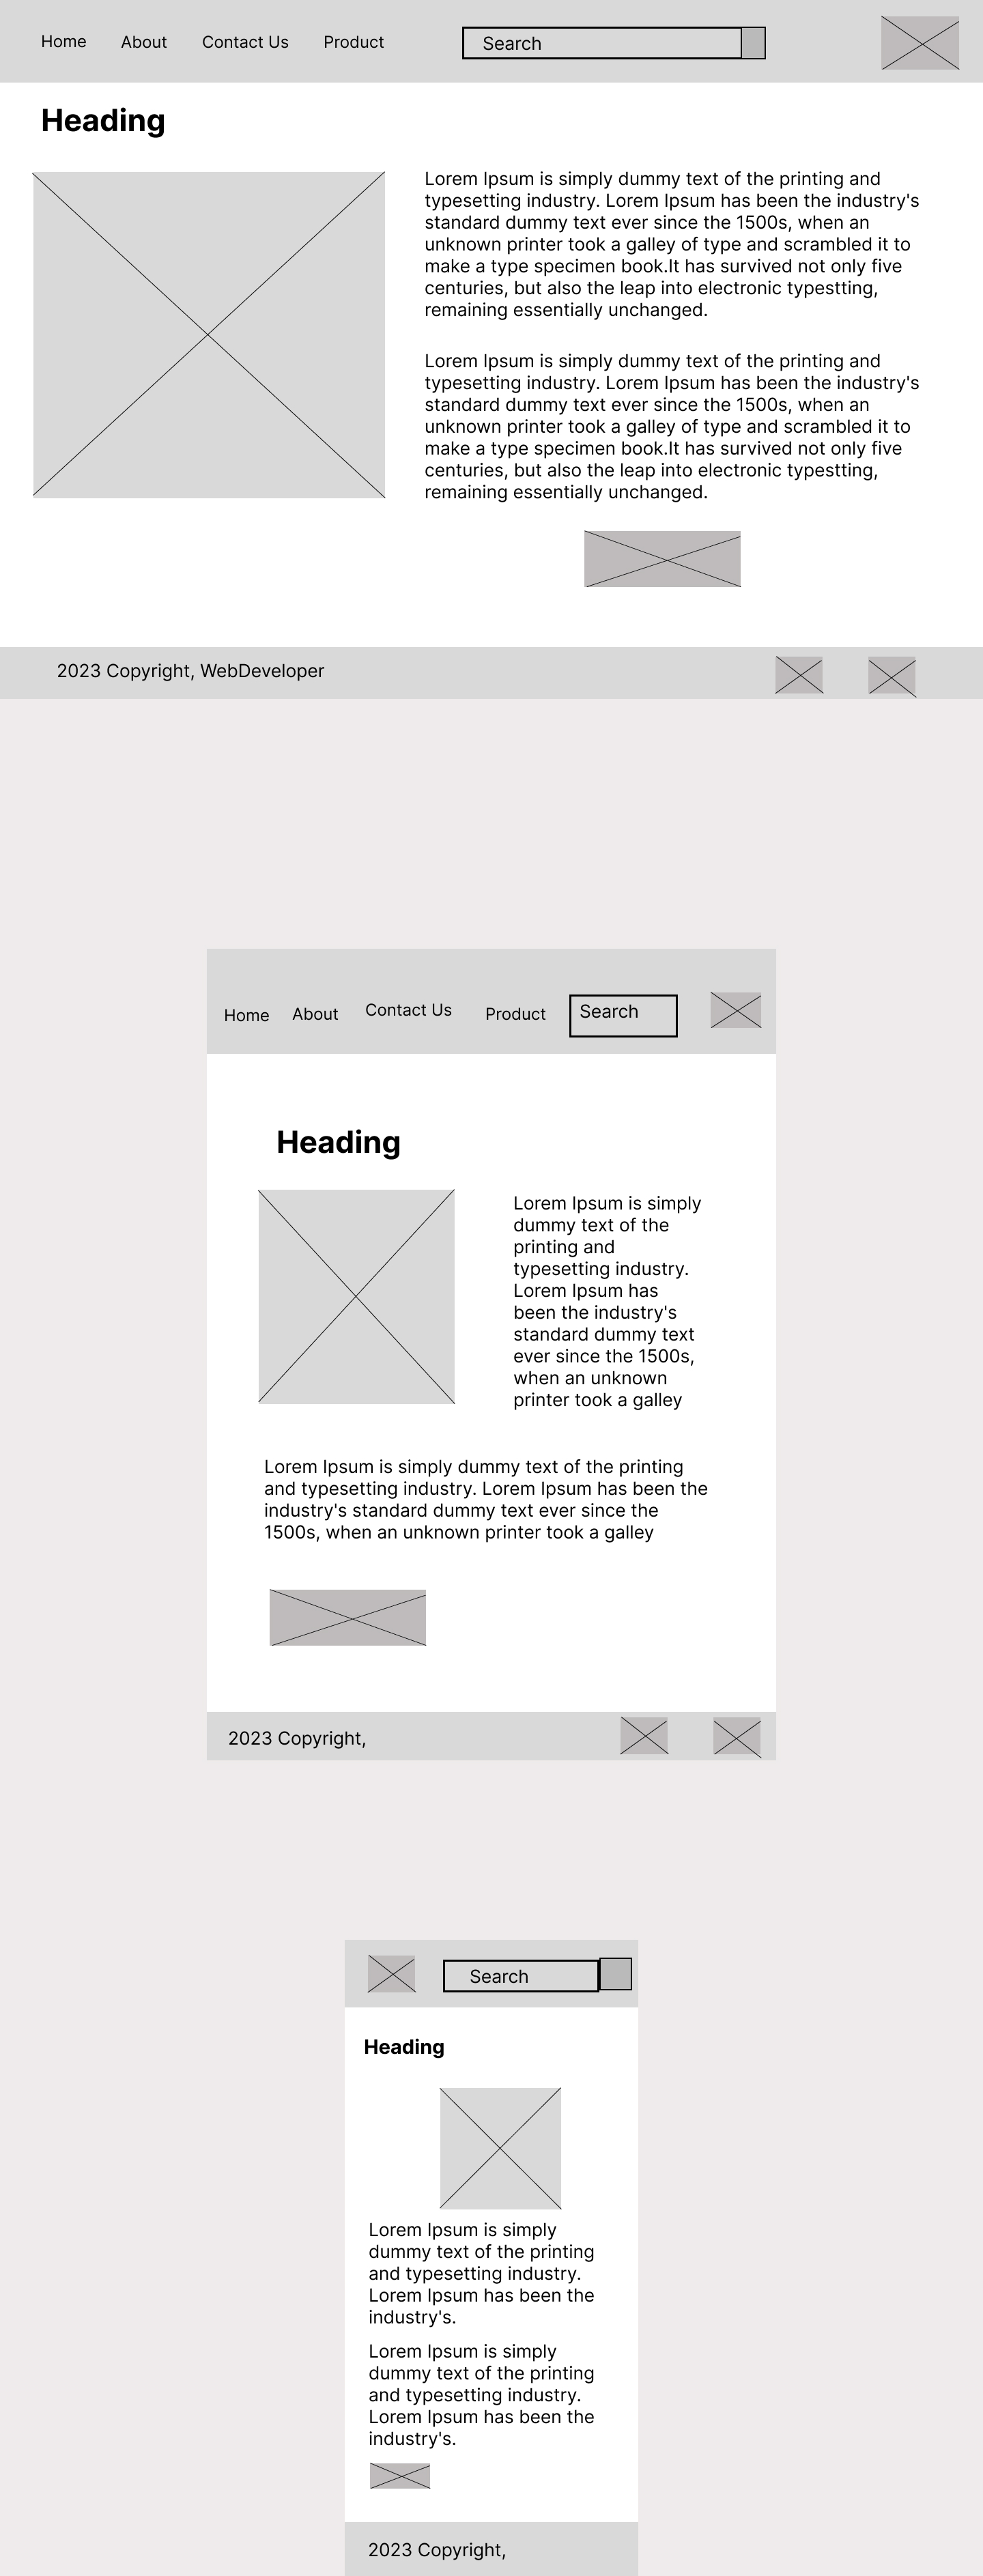 Home About Contact Us Product Search
Heading
Lorem Ipsum is simply dummy text of the printing and
typesetting industry. Lorem Ipsum has been the industry's
standard dummy text ever since the 1500s, when an
unknown printer took a galley of type and scrambled it to
make a type specimen book.It has survived not only five
centuries, but also the leap into electronic typestting,
remaining essentially unchanged.
Lorem Ipsum is simply dummy text of the printing and
typesetting industry. Lorem Ipsum has been the industry's
standard dummy text ever since the 1500s, when an
unknown printer took a galley of type and scrambled it to
make a type specimen book.It has survived not only five
centuries, but also the leap into electronic typestting,
remaining essentially unchanged.
2023 Copyright, WebDeveloper
Home About Contact Us Product Search
Heading
Lorem Ipsum is simply
dummy text of the
printing and
typesetting industry.
Lorem Ipsum has
been the industry's
standard dummy text
ever since the 1500s,
when an unknown
printer took a galley
Lorem Ipsum is simply dummy text of the printing
and typesetting industry. Lorem Ipsum has been the
industry's standard dummy text ever since the
1500s, when an unknown printer took a galley
2023 Copyright,
Search
Heading
Lorem Ipsum is simply
dummy text of the printing
and typesetting industry.
Lorem Ipsum has been the
industry's.
Lorem Ipsum is simply
dummy text of the printing
and typesetting industry.
Lorem Ipsum has been the
industry's.
2023 Copyright,